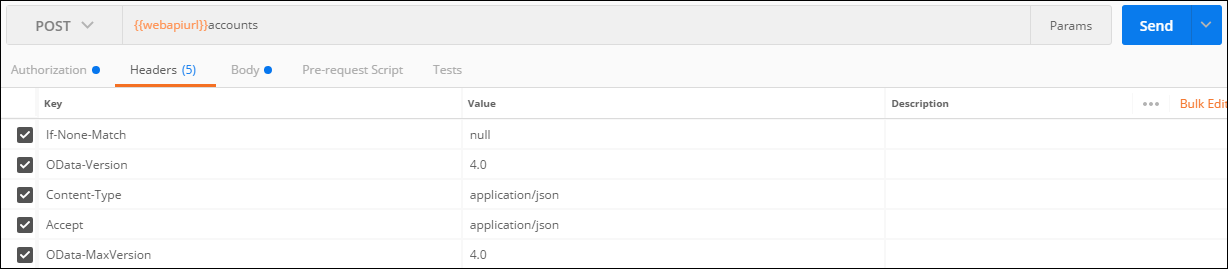 POST {{webapiurl}}accounts Params Send
Authorization Headers (5) Body Pre-request Script Tests
Key Value Description ••• Bulk Edit
If-None-Match null
OData-Version 4.0
Content-Type application/json
Accept application/json
OData-MaxVersion 4.0